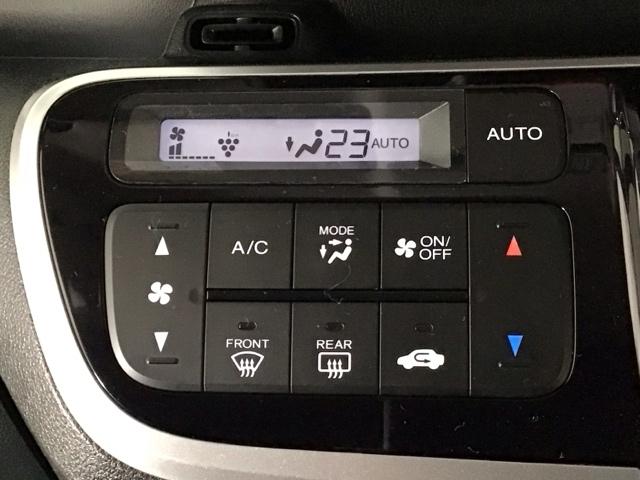 23 AUTO
AUTO
A/C
MODE
ON/
OFF
FRONT
REAR